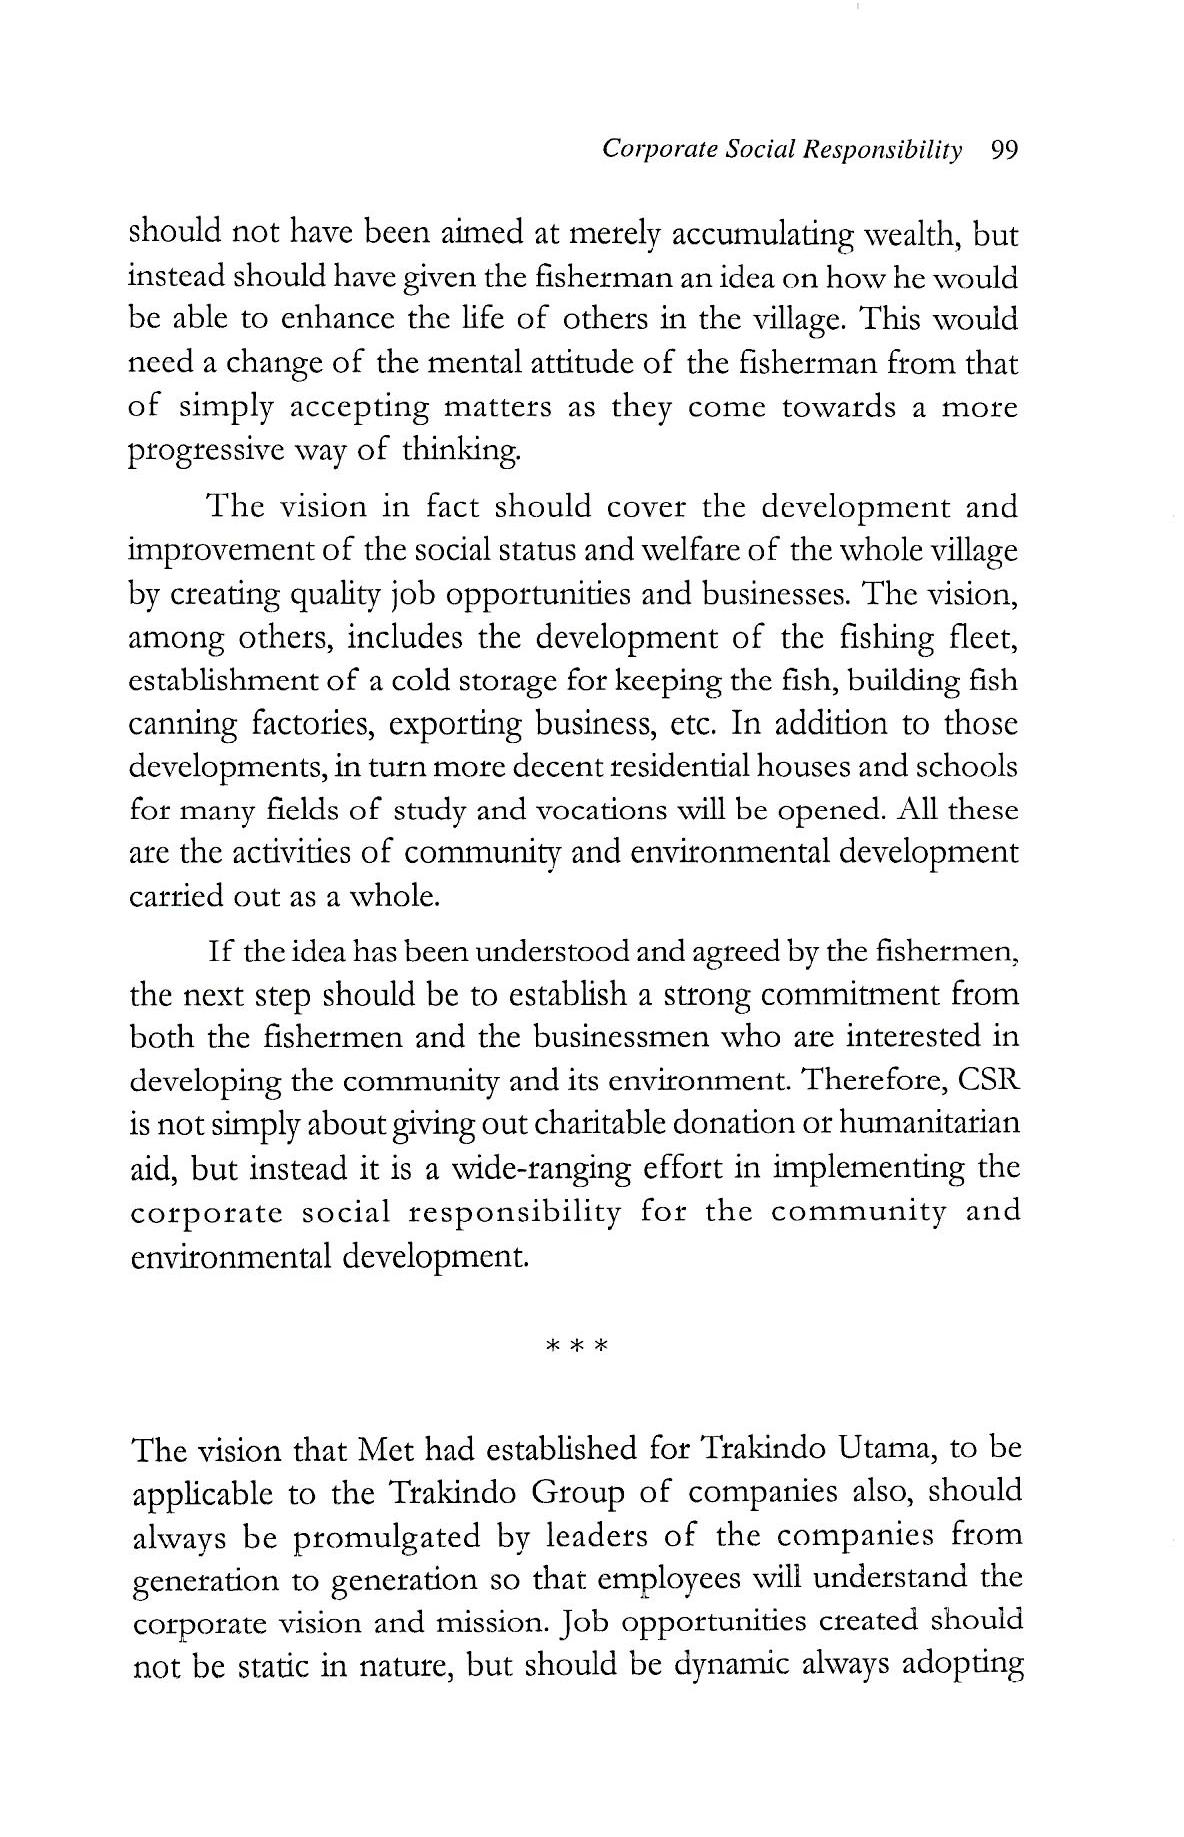 Corporate Social Responsibility 99
should not have been aimed at merely accumulating wealth, but
instead should have given the fisherman an idea on how he would
be able to enhance the life of others in the village. This would
need a change of the mental attitude of the fisherman from that
of simply accepting matters as they come towards a more
progressive way of thinking.
The vision in fact should cover the development and
improvement of the social status and welfare of the whole village
by creating quality job opportunities and businesses. The vision,
among others, includes the development of the fishing fleet,
establishment of a cold storage for keeping the fish, building fish
canning factories, exporting business, etc. In addition to those
developments, in turn more decent residential houses and schools
for many fields of study and vocations will be opened. All these
are the activities of community and environmental development
carried out as a whole.
If the idea has been understood and agreed by the fishermen,
the next step should be to establish a strong commitment from
both the fishermen and the businessmen who are interested in
developing the community and its environment. Therefore, CSR
is not simply about giving out charitable donation or humanitarian
aid, but instead it is a wide-ranging effort in implementing the
corporate social responsibility for the community and
environmental development.
* * *
The vision that Met had established for Trakindo Utama, to be
applicable to the Trakindo Group of companies also, should
always be promulgated by leaders of the companies from
generation to generation so that employees will understand the
corporate vision and mission. Job opportunities created should
not be static in nature, but should be dynamic always adopting